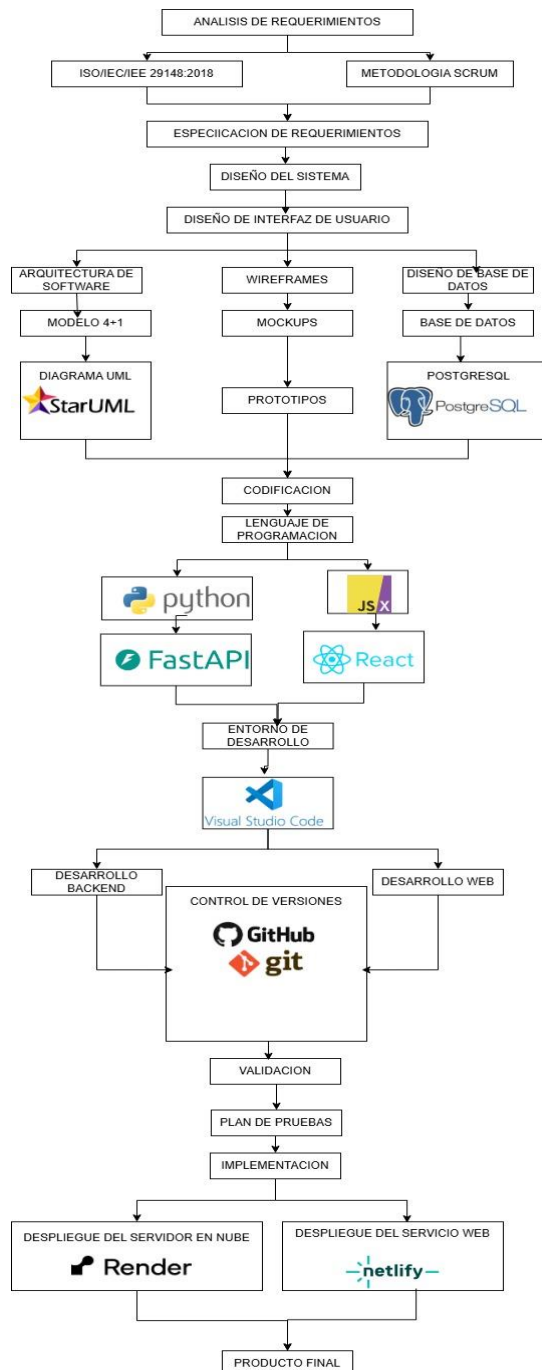 ANALISIS DE REQUERIMIENTOS
ISO/IEC/IEE 29148:2018
METODOLOGIA SCRUM
ESPECIICACION DE REQUERIMIENTOS
DISEÑO DEL SISTEMA
DISEÑO DE INTERFAZ DE USUARIO
ARQUITECTURA DE
SOFTWARE
WIREFRAMES
DISEÑO DE BASE DE
DATOS
MODELO 4+1
MOCKUPS
BASE DE DATOS
DIAGRAMA UML
StarUML
PROTOTIPOS
POSTGRESQL
PostgreSQL
CODIFICACION
LENGUAJE DE
PROGRAMACION
python
JS X
FastAPI
React
ENTORNO DE
DESARROLLO
Visual Studio Code
DESARROLLO
BACKEND
DESARROLLO WEB
CONTROL DE VERSIONES
GitHub
git
VALIDACION
PLAN DE PRUEBAS
IMPLEMENTACION
DESPLIEGUE DEL SERVIDOR EN NUBE
Render
DESPLIEGUE DEL SERVICIO WEB
netlify
PRODUCTO FINAL